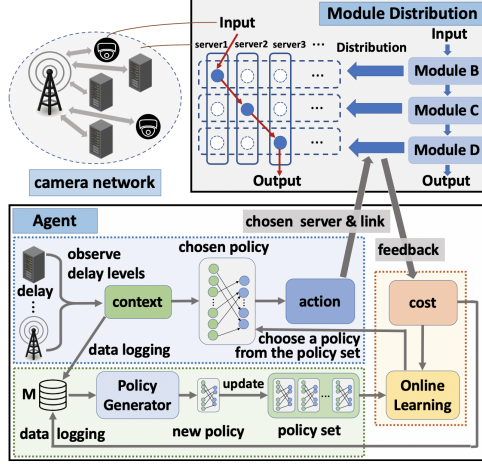 Module Distribution
Input
Input
server1 server2 server3 ... Distribution
Module B
Module C
Module D
Output
Output
camera network
Agent
chosen server & link
feedback
observe
delay levels
chosen policy
delay
context
action
cost
choose a policy
from the policy set
data logging
M
Policy
Generator
update
Online
Learning
new policy
policy set
data logging